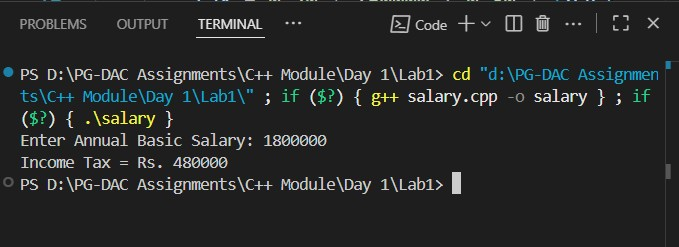 PROBLEMS OUTPUT TERMINAL ... Code
PS D:\PG-DAC Assignments\C++ Module\Day 1\Lab1> cd "d:\PG-DAC Assignmen
ts\C++ Module\Day 1\Lab1\" ; if ($?) { g++ salary.cpp -o salary } ; if
($?) { .\salary }
Enter Annual Basic Salary: 1800000
Income Tax = Rs. 480000
PS D:\PG-DAC Assignments\C++ Module\Day 1\Lab1>